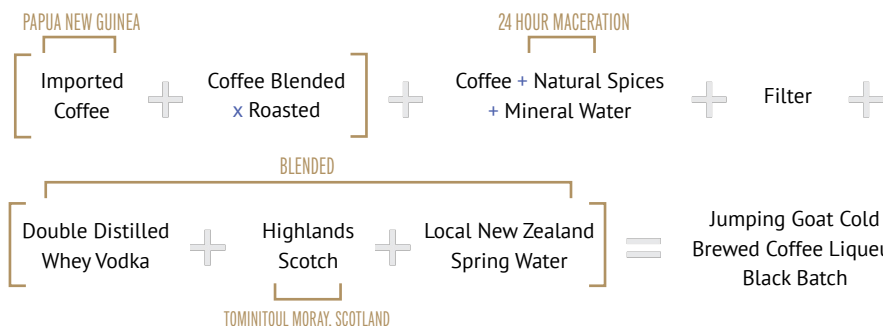 PAPUA NEW GUINEA
24 HOUR MACERATION
Imported Coffee + Coffee Blended x Roasted + Coffee + Natural Spices + Mineral Water + Filter +
BLENDED
Double Distilled Whey Vodka + Highlands Scotch + Local New Zealand Spring Water = Jumping Goat Cold Brewed Coffee Liqueu Black Batch
TOMINITOUL MORAY, SCOTLAND